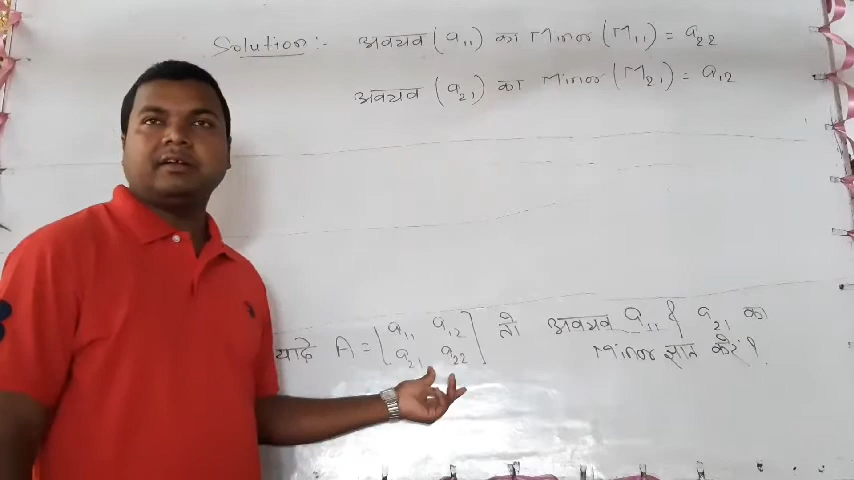 Solution :- अवयव (a₁₁) का Minor (M₁₁) = a₂₂
अवयव (a₂₁) का Minor (M₂₁) = a₁₂
यदि A = [a₁₁ a₁₂
a₂₁ a₂₂] तो अवयव a₁₁ & a₂₁ का
Minor ज्ञात करें ?